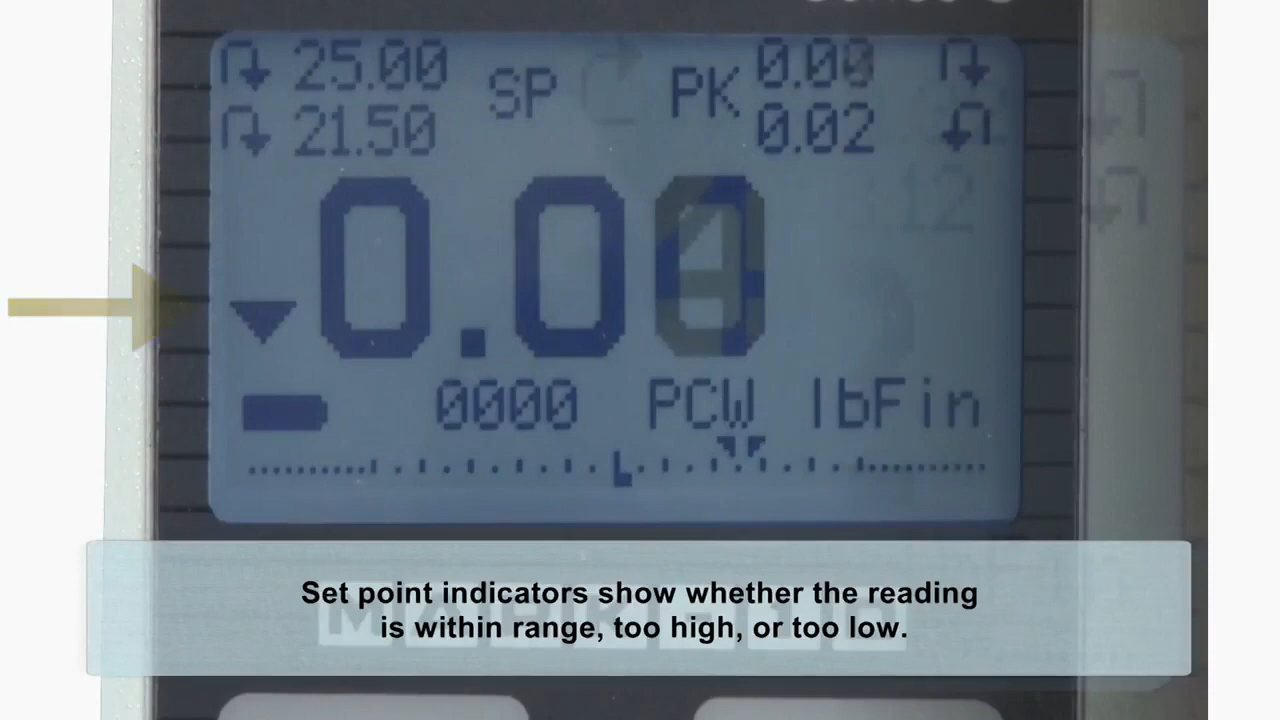 25.00 SP PK 0.00
21.50 0.02
0.0
0000 PCW lbFin
Set point indicators show whether the reading
is within range, too high, or too low.